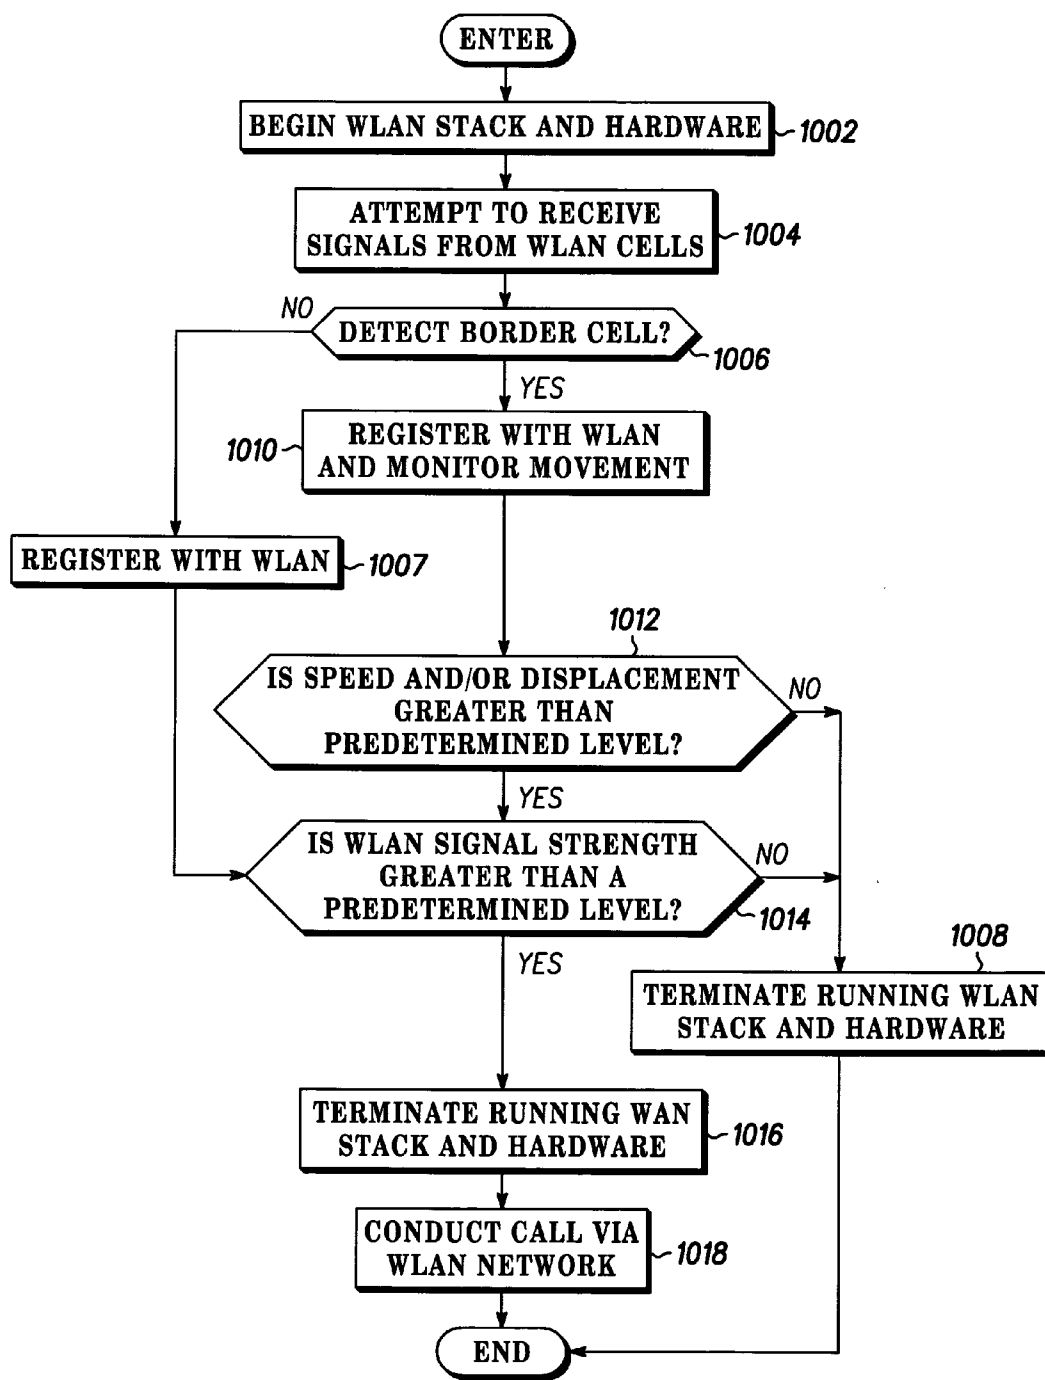 ENTER
BEGIN WLAN STACK AND HARDWARE
1002
ATTEMPT TO RECEIVE
SIGNALS FROM WLAN CELLS
1004
NO
DETECT BORDER CELL?
1006
YES
1010
REGISTER WITH WLAN
AND MONITOR MOVEMENT
REGISTER WITH WLAN
1007
1012
IS SPEED AND/OR DISPLACEMENT
GREATER THAN
PREDETERMINED LEVEL?
NO
YES
IS WLAN SIGNAL STRENGTH
GREATER THAN A
PREDETERMINED LEVEL?
NO
1014
YES
1008
TERMINATE RUNNING WLAN
STACK AND HARDWARE
TERMINATE RUNNING WAN
STACK AND HARDWARE
1016
CONDUCT CALL VIA
WLAN NETWORK
1018
END